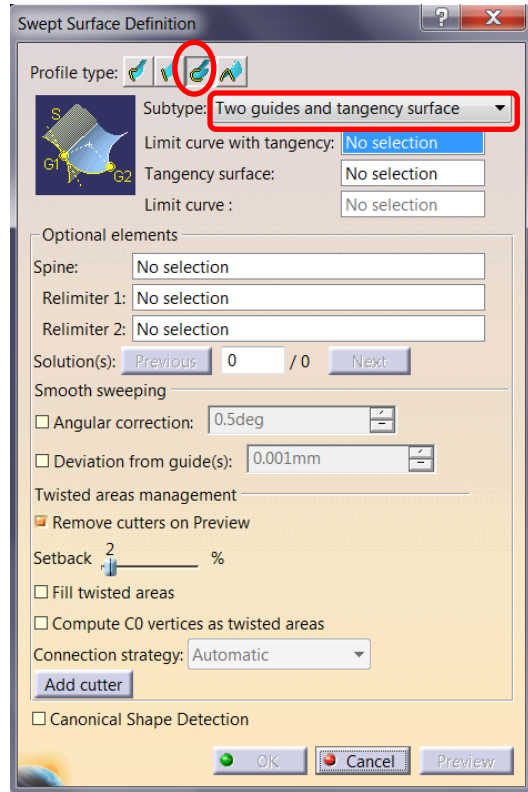 Swept Surface Definition
?
X
Profile type:
S
G1
G2
Subtype: Two guides and tangency surface
Limit curve with tangency: No selection
Tangency surface: No selection
Limit curve : No selection
Optional elements
Spine: No selection
Relimiter 1: No selection
Relimiter 2: No selection
Solution(s): Previous 0 / 0 Next
Smooth sweeping
Angular correction: 0.5deg
Deviation from guide(s): 0.001mm
Twisted areas management
Remove cutters on Preview
2
Setback %
Fill twisted areas
Compute C0 vertices as twisted areas
Connection strategy: Automatic
Add cutter
Canonical Shape Detection
OK Cancel Preview